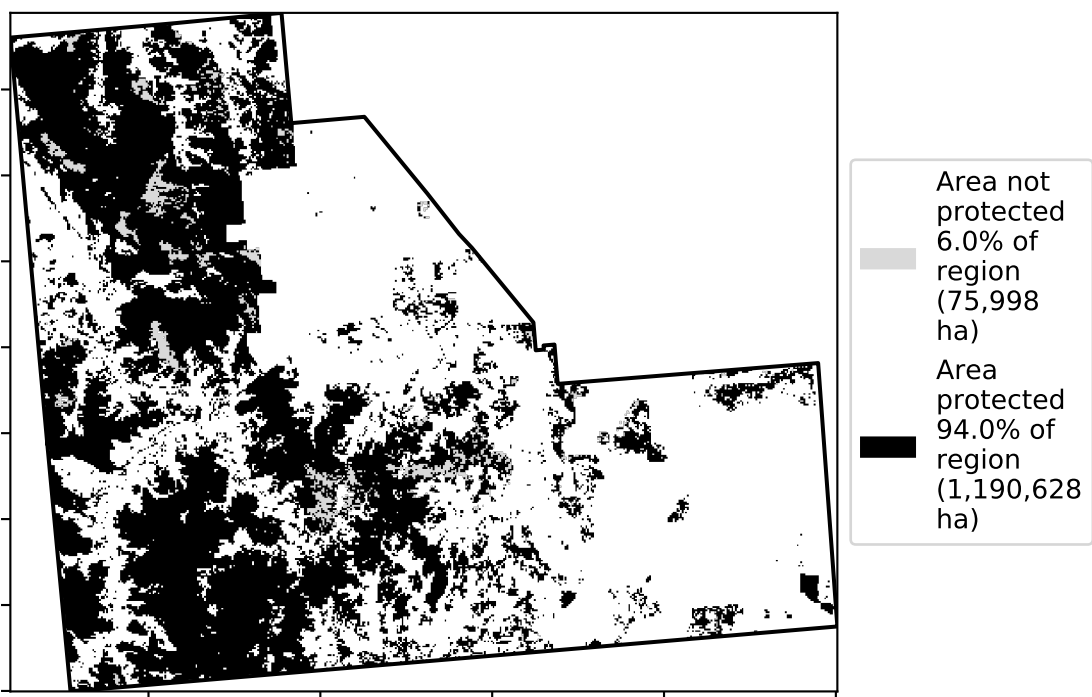 Area not
protected
6.0% of
region
(75,998
ha)
Area
protected
94.0% of
region
(1,190,628
ha)